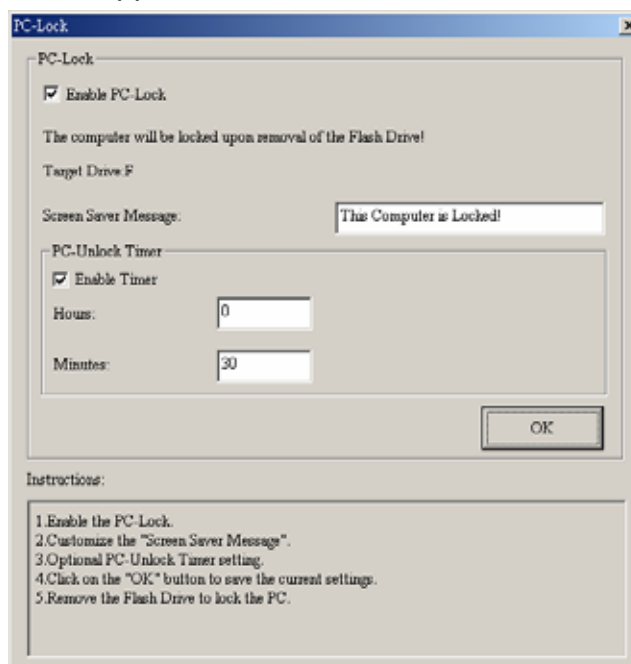 PC-Lock
PC-Lock
Enable PC-Lock
The computer will be locked upon removal of the Flash Drive!
Target Drive:F
Screen Saver Message: This Computer is Locked!
PC-Unlock Timer
Enable Timer
Hours: 0
Minutes: 30
OK
Instructions:
1.Enable the PC-Lock.
2.Customize the "Screen Saver Message".
3.Optional PC-Unlock Timer setting.
4.Click on the "OK" button to save the current settings.
5.Remove the Flash Drive to lock the PC.